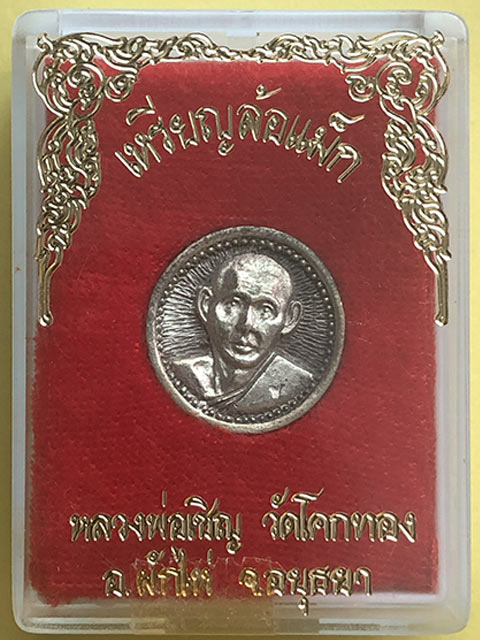 เหรียญล้อแม็ก
หลวงพ่อเชิญ วัดโคกทอง
อ.ผักไห่ จ.อยุธยา